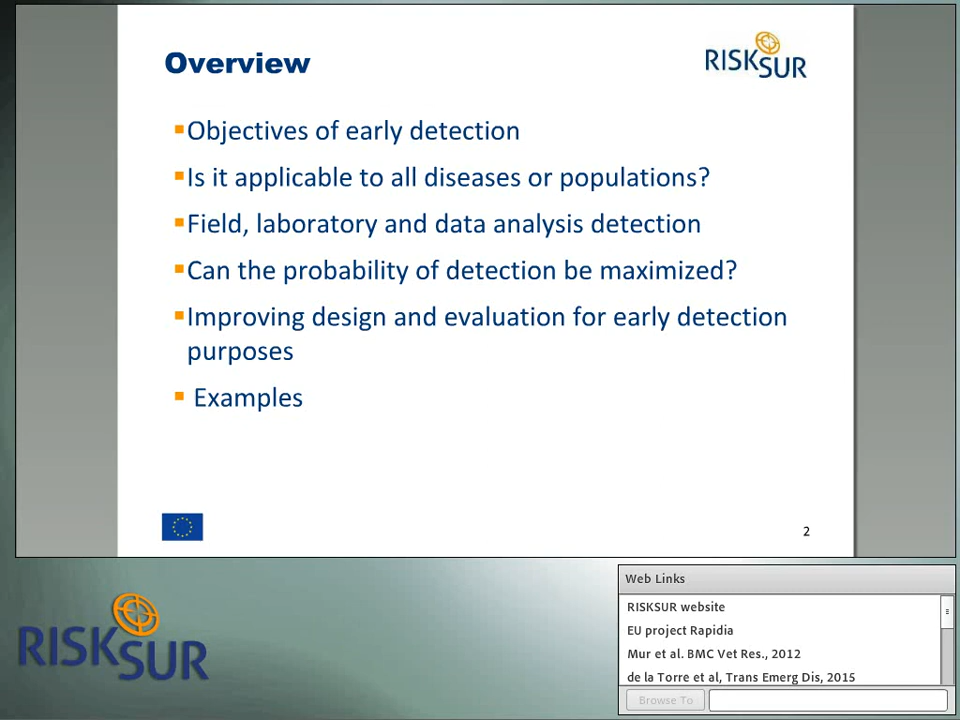 Overview
RISKSUR
▪Objectives of early detection
▪Is it applicable to all diseases or populations?
▪Field, laboratory and data analysis detection
▪Can the probability of detection be maximized?
▪Improving design and evaluation for early detection
purposes
▪ Examples
2
RISKSUR
Web Links
RISKSUR website
EU project Rapidia
Mur et al. BMC Vet Res., 2012
de la Torre et al, Trans Emerg Dis, 2015
Browse To